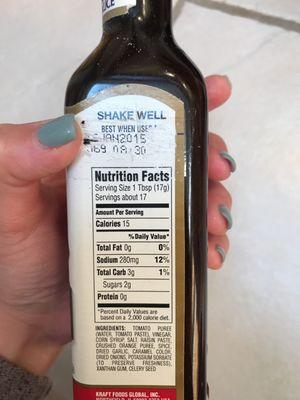 SHAKE WELL
BEST WHEN USED
JAN2015
08:30
Nutrition Facts
Serving Size 1 Tbsp (17g)
Servings about 17
Amount Per Serving
Calories 15
% Daily Value*
Total Fat 0g 0%
Sodium 280mg 12%
Total Carb 3g 1%
Sugars 2g
Protein 0g
*Percent Daily Values are
based on a 2,000 calorie diet.
INGREDIENTS: TOMATO PUREE
(WATER, TOMATO PASTE), VINEGAR,
CORN SYRUP, SALT, RAISIN PASTE,
CRUSHED ORANGE PUREE, SPICE,
DRIED GARLIC, CARAMEL COLOR,
DRIED ONIONS, POTASSIUM SORBATE
(TO PRESERVE FRESHNESS),
XANTHAN GUM, CELERY SEED
KRAFT FOODS GLOBAL, INC.